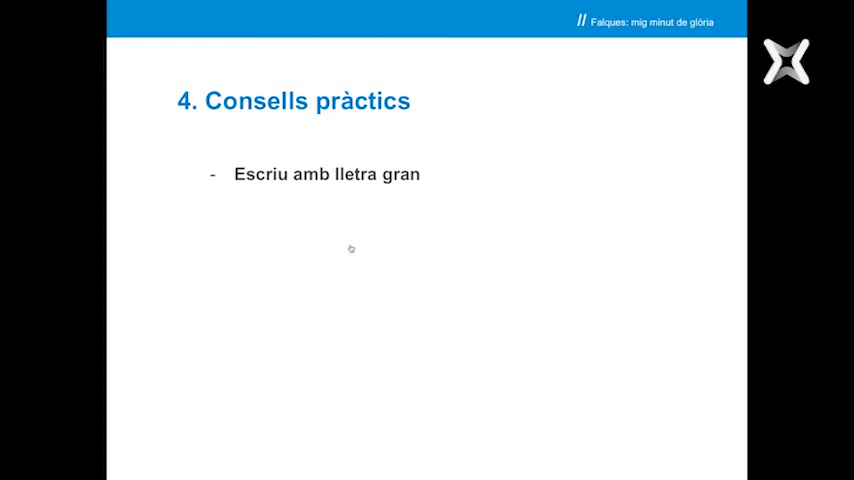 // Falques: mig minut de glòria
4. Consells pràctics
- Escriu amb lletra gran